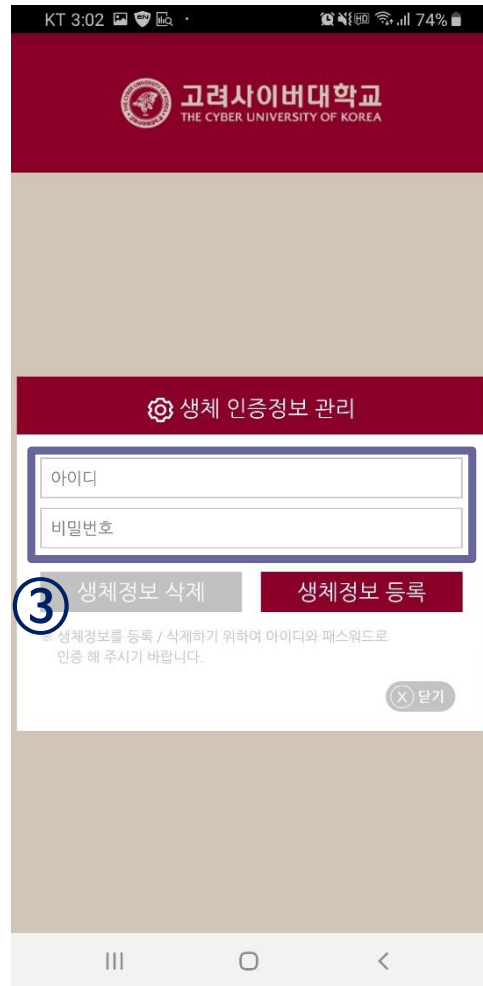 KT 3:02 74%
고려사이버대학교
THE CYBER UNIVERSITY OF KOREA
생체 인증정보 관리
아이디
비밀번호
③
생체정보 삭제 생체정보 등록
※ 생체정보를 등록 / 삭제하기 위하여 아이디와 패스워드로
인증 해 주시기 바랍니다.
닫기